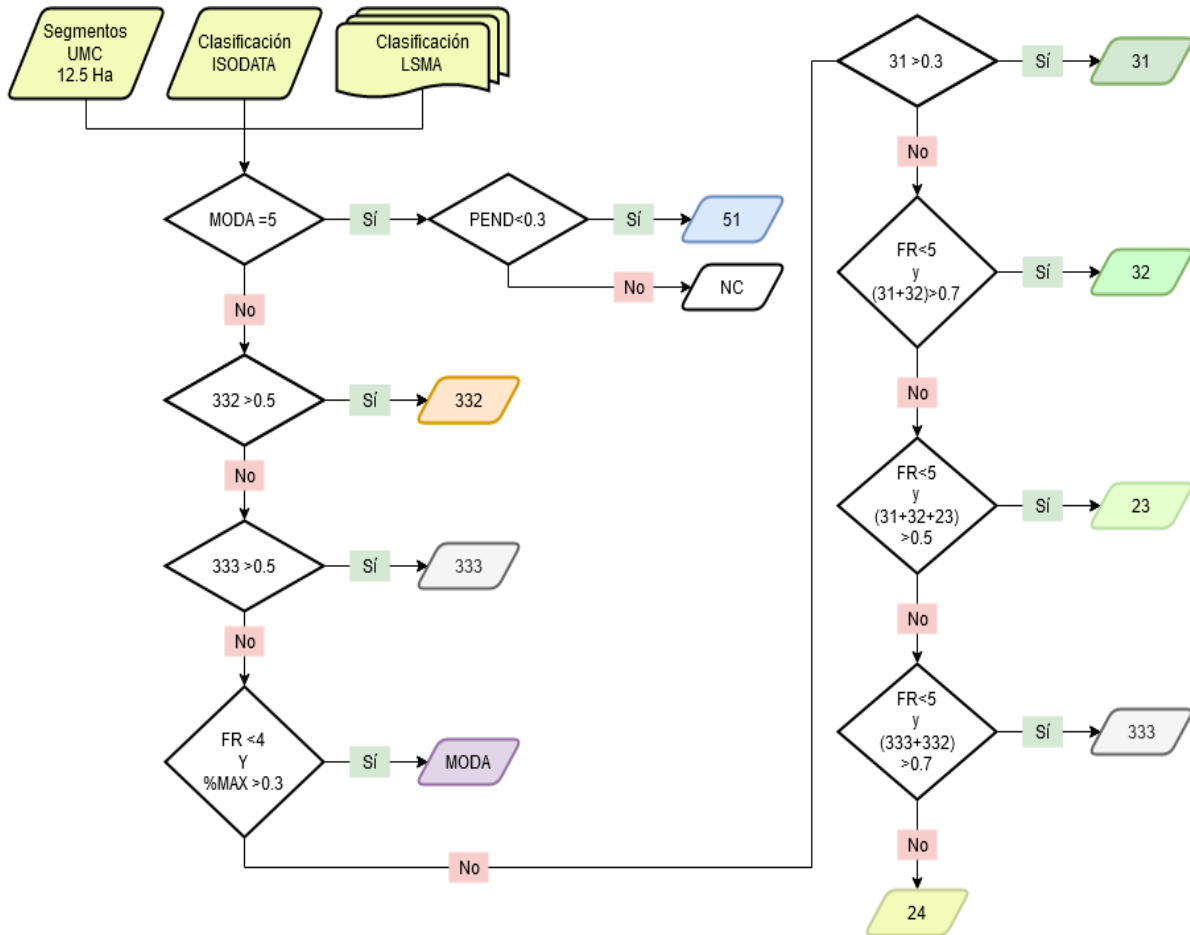 Segmentos
UMC
12.5 Ha
Clasificación
ISODATA
Clasificación
LSMA
MODA =5
Sí
PEND<0.3
Sí
51
No
NC
No
332 >0.5
Sí
332
No
333 >0.5
Sí
333
No
FR <4
Y
%MAX >0.3
Sí
MODA
No
31 >0.3
Sí
31
No
FR<5
y
(31+32)>0.7
Sí
32
No
FR<5
y
(31+32+23)
>0.5
Sí
23
No
FR<5
y
(333+332)
>0.7
Sí
333
No
24